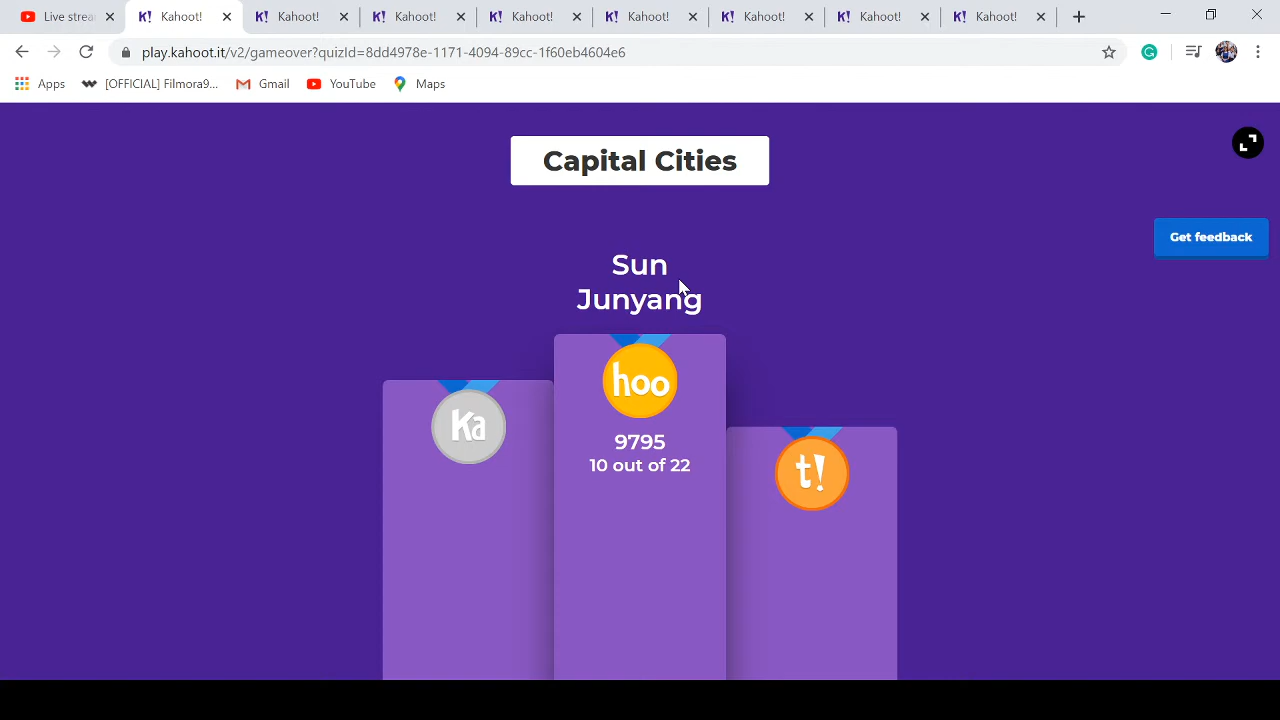 Live strea
Kahoot!
Kahoot!
Kahoot!
Kahoot!
Kahoot!
Kahoot!
Kahoot!
Kahoot!
play.kahoot.it/v2/gameover?quizId=8dd4978e-1171-4094-89cc-1f60eb4604e6
Apps
[OFFICIAL] Filmora9...
Gmail
YouTube
Maps
Capital Cities
Get feedback
Sun
Junyang
Ka
hoo
t!
9795
10 out of 22